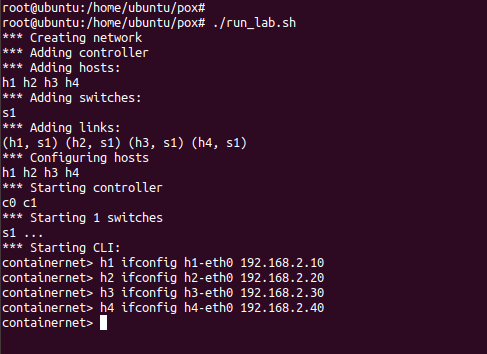 root@ubuntu:/home/ubuntu/pox#
root@ubuntu:/home/ubuntu/pox# ./run_lab.sh
*** Creating network
*** Adding controller
*** Adding hosts:
h1 h2 h3 h4
*** Adding switches:
s1
*** Adding links:
(h1, s1) (h2, s1) (h3, s1) (h4, s1)
*** Configuring hosts
h1 h2 h3 h4
*** Starting controller
c0 c1
*** Starting 1 switches
s1 ...
*** Starting CLI:
containernet> h1 ifconfig h1-eth0 192.168.2.10
containernet> h2 ifconfig h2-eth0 192.168.2.20
containernet> h3 ifconfig h3-eth0 192.168.2.30
containernet> h4 ifconfig h4-eth0 192.168.2.40
containernet>